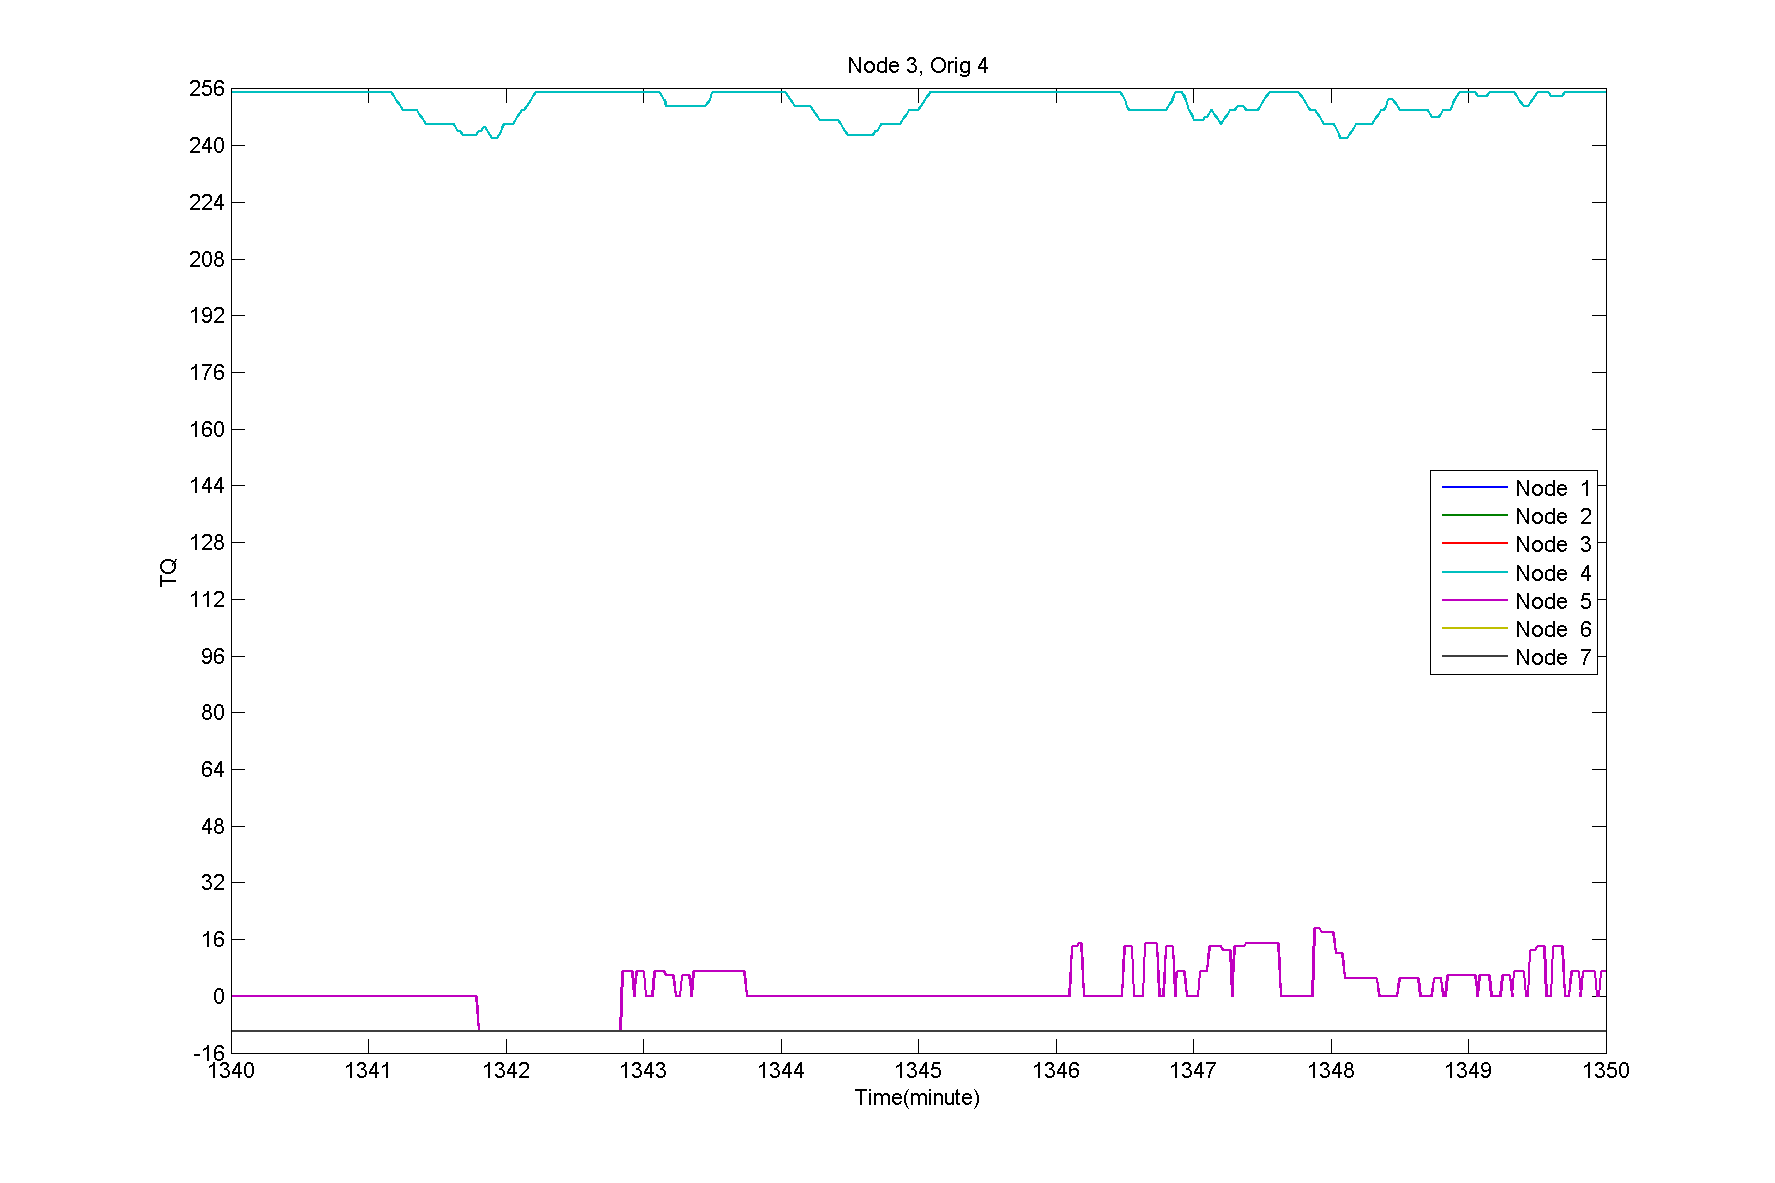 Node 3, Orig 4
256
240
224
208
192
176
160
144
128
112
96
80
64
48
32
16
0
-16
TQ
Node 1
Node 2
Node 3
Node 4
Node 5
Node 6
Node 7
1340 1341 1342 1343 1344 1345 1346 1347 1348 1349 1350
Time(minute)